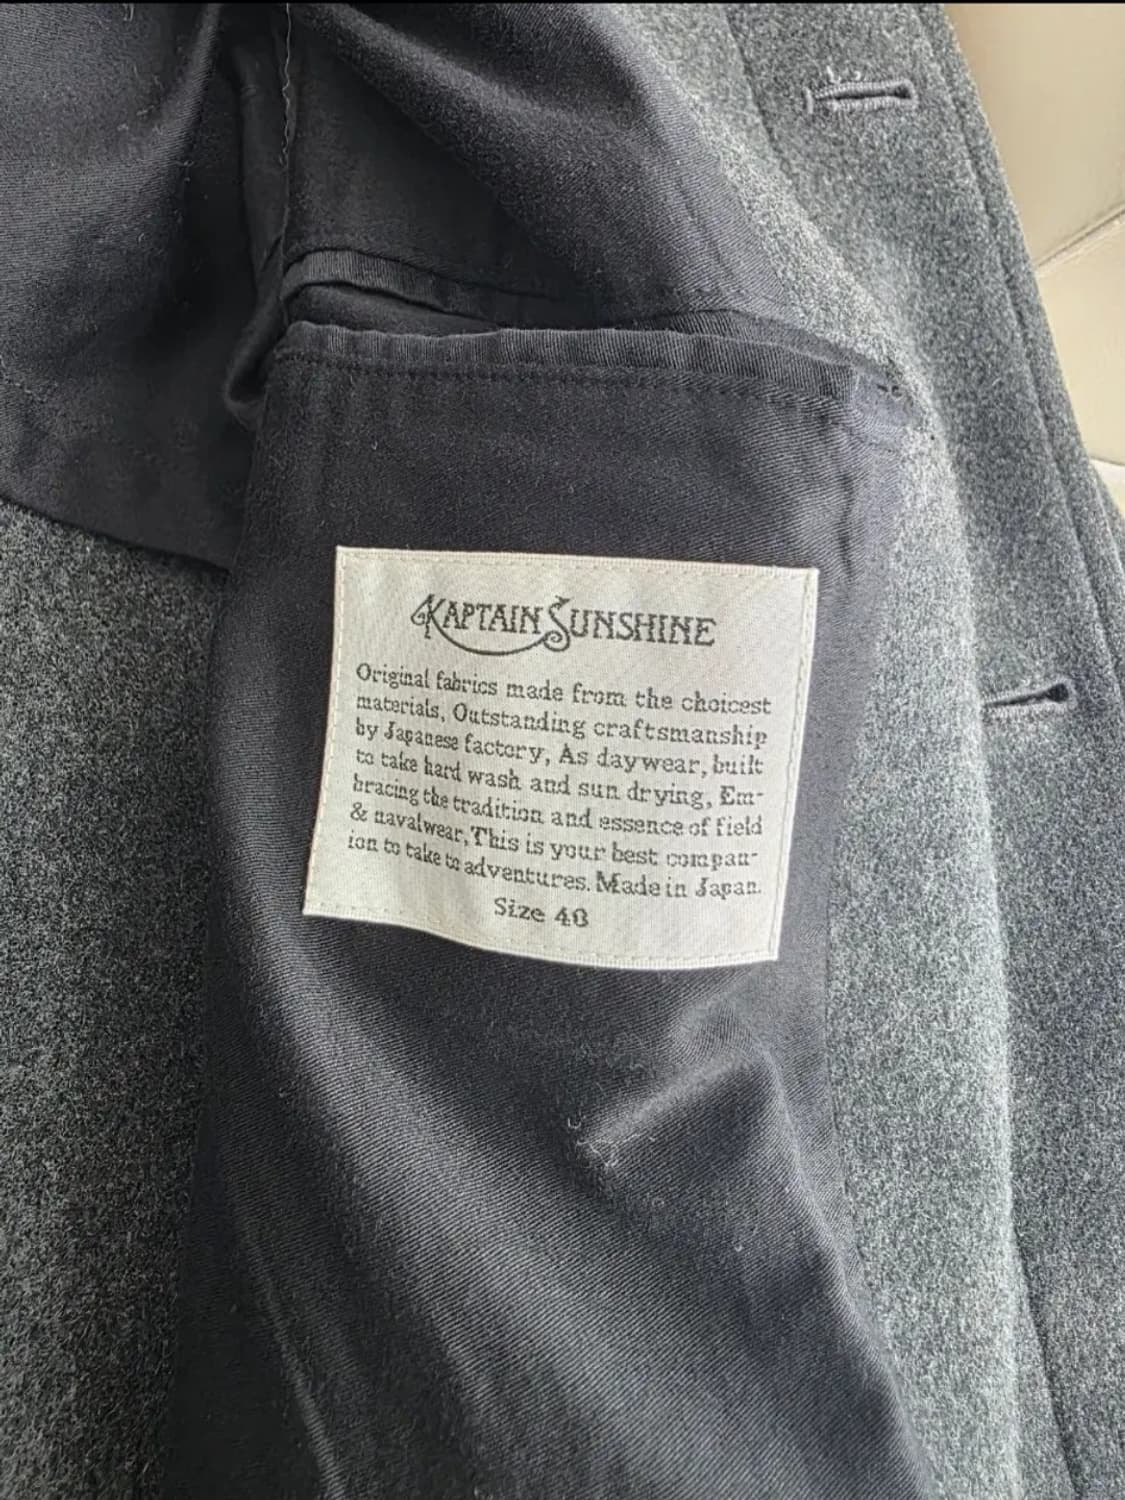 KAPTAIN SUNSHINE
Original fabrics made from the choicest
materials, Outstanding craftsmanship
by Japanese factory, As daywear, built
to take hard wash and sun drying, Em-
bracing the tradition and essence of field
& navalwear, This is your best compan-
ion to take to adventures. Made in Japan.
Size 40